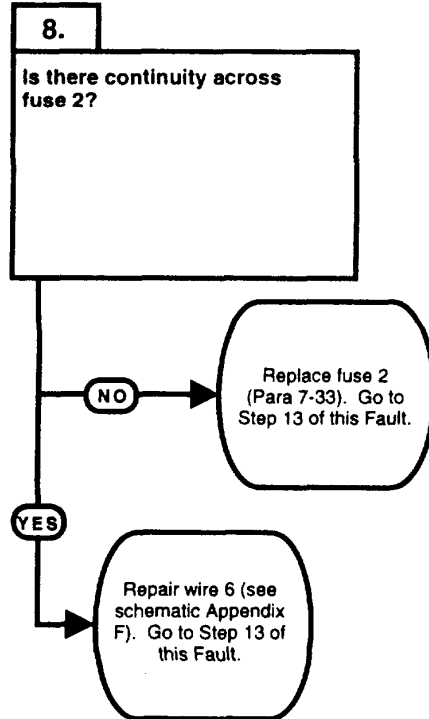 8.
Is there continuity across
fuse 2?
NO
Replace fuse 2
(Para 7-33). Go to
Step 13 of this Fault.
YES
Repair wire 6 (see
schematic Appendix
F). Go to Step 13 of
this Fault.